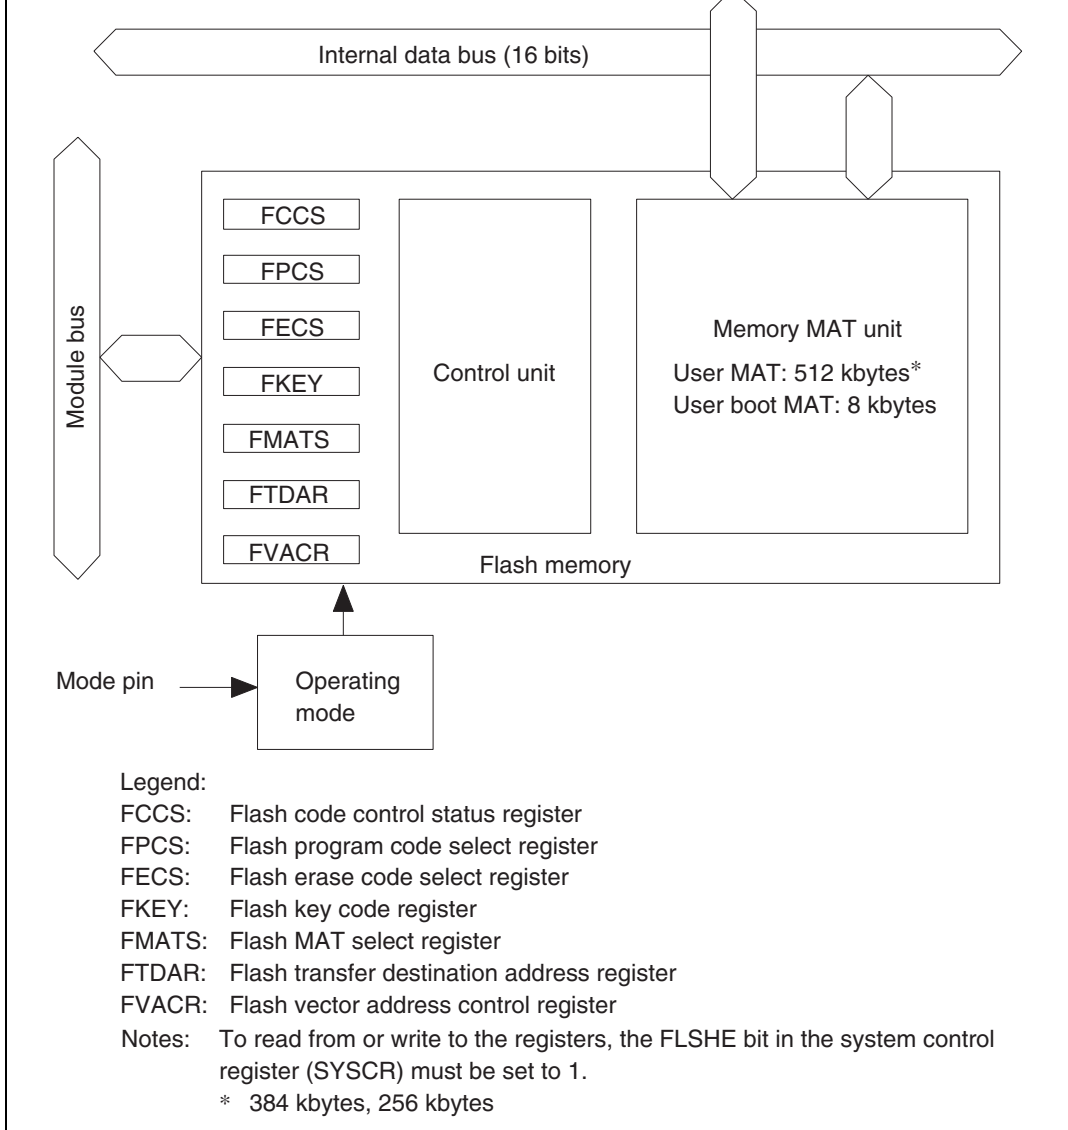 Internal data bus (16 bits)
Module bus
FCCS
FPCS
FECS
FKEY
FMATS
FTDAR
FVACR
Control unit
Memory MAT unit
User MAT: 512 kbytes*
User boot MAT: 8 kbytes
Flash memory
Mode pin
Operating
mode
Legend:
FCCS: Flash code control status register
FPCS: Flash program code select register
FECS: Flash erase code select register
FKEY: Flash key code register
FMATS: Flash MAT select register
FTDAR: Flash transfer destination address register
FVACR: Flash vector address control register
Notes: To read from or write to the registers, the FLSHE bit in the system control
register (SYSCR) must be set to 1.
* 384 kbytes, 256 kbytes